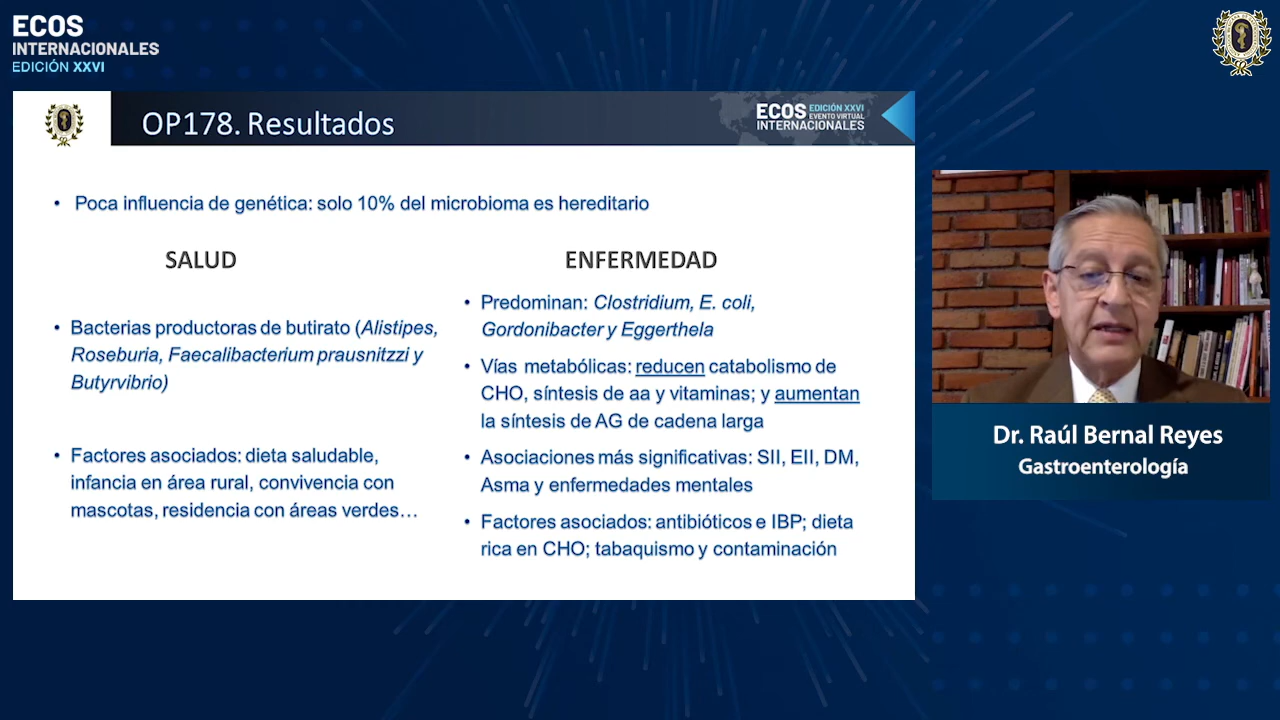 ECOS
INTERNACIONALES
EDICIÓN XXVI
OP178. Resultados
ECOS EDICIÓN XXVI
EVENTO VIRTUAL
INTERNACIONALES
• Poca influencia de genética: solo 10% del microbioma es hereditario
SALUD
• Bacterias productoras de butirato (Alistipes,
Roseburia, Faecalibacterium prausnitzzi y
Butyrvibrio)
• Factores asociados: dieta saludable,
infancia en área rural, convivencia con
mascotas, residencia con áreas verdes…
ENFERMEDAD
• Predominan: Clostridium, E. coli,
Gordonibacter y Eggerthela
• Vías metabólicas: reducen catabolismo de
CHO, síntesis de aa y vitaminas; y aumentan
la síntesis de AG de cadena larga
• Asociaciones más significativas: SII, EII, DM,
Asma y enfermedades mentales
• Factores asociados: antibióticos e IBP; dieta
rica en CHO; tabaquismo y contaminación
Dr. Raúl Bernal Reyes
Gastroenterología